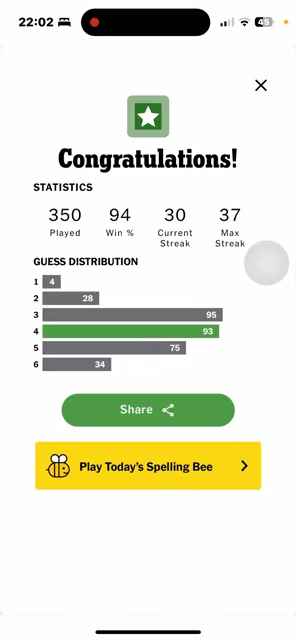 22:02
45
Congratulations!
STATISTICS
350 94 30 37
Played Win % Current Streak Max Streak
GUESS DISTRIBUTION
1 4
2 28
3 95
4 93
5 75
6 34
Share
Play Today's Spelling Bee